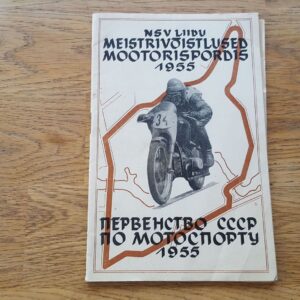 NSV LIIDU
MEISTRIVÕISTLUSED
MOOTORISPORDIS
1955
34
ПЕРВЕНСТВО СССР
ПО МОТОСПОРТУ
1955